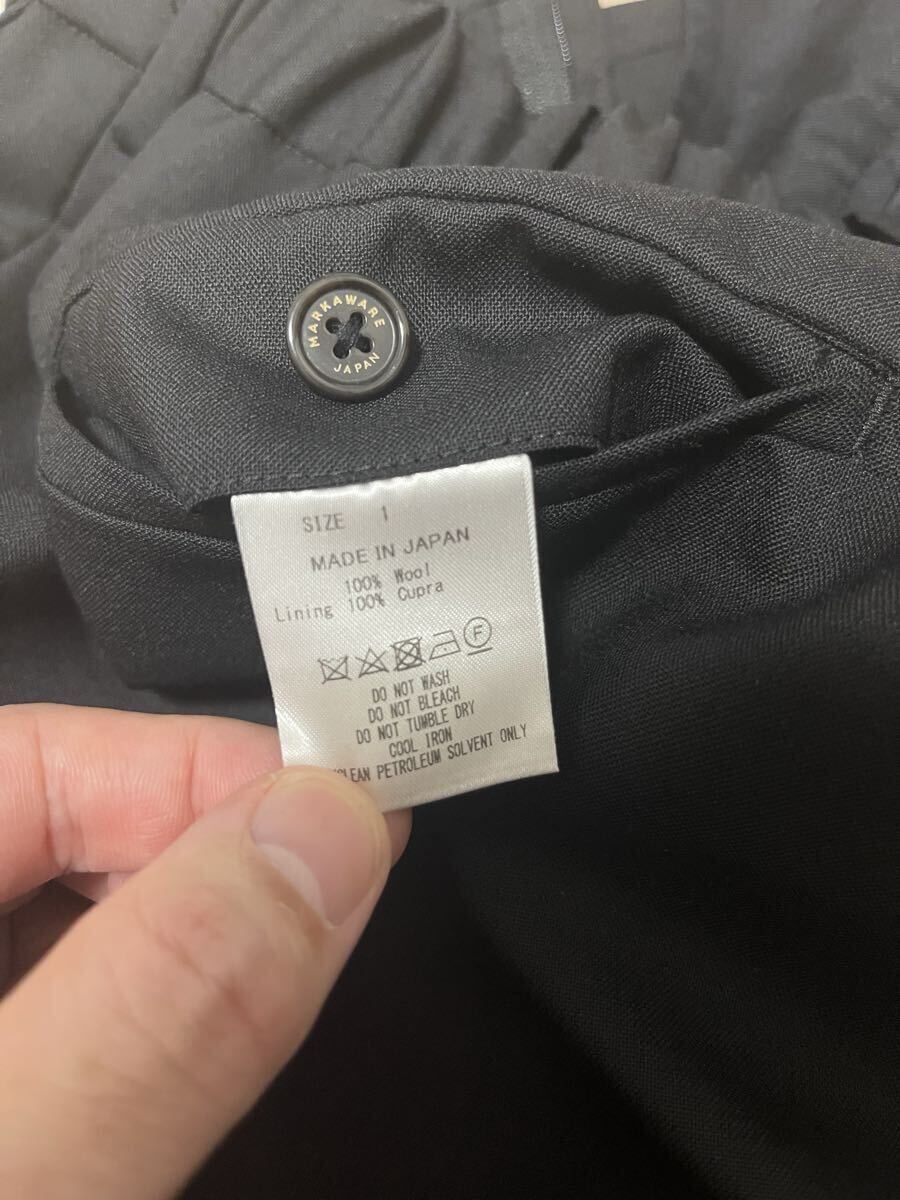 MARKAWARE
JAPAN
SIZE 1
MADE IN JAPAN
100% Wool
Lining 100% Cupra
F
DO NOT WASH
DO NOT BLEACH
DO NOT TUMBLE DRY
COOL IRON
PETROLEUM SOLVENT ONLY